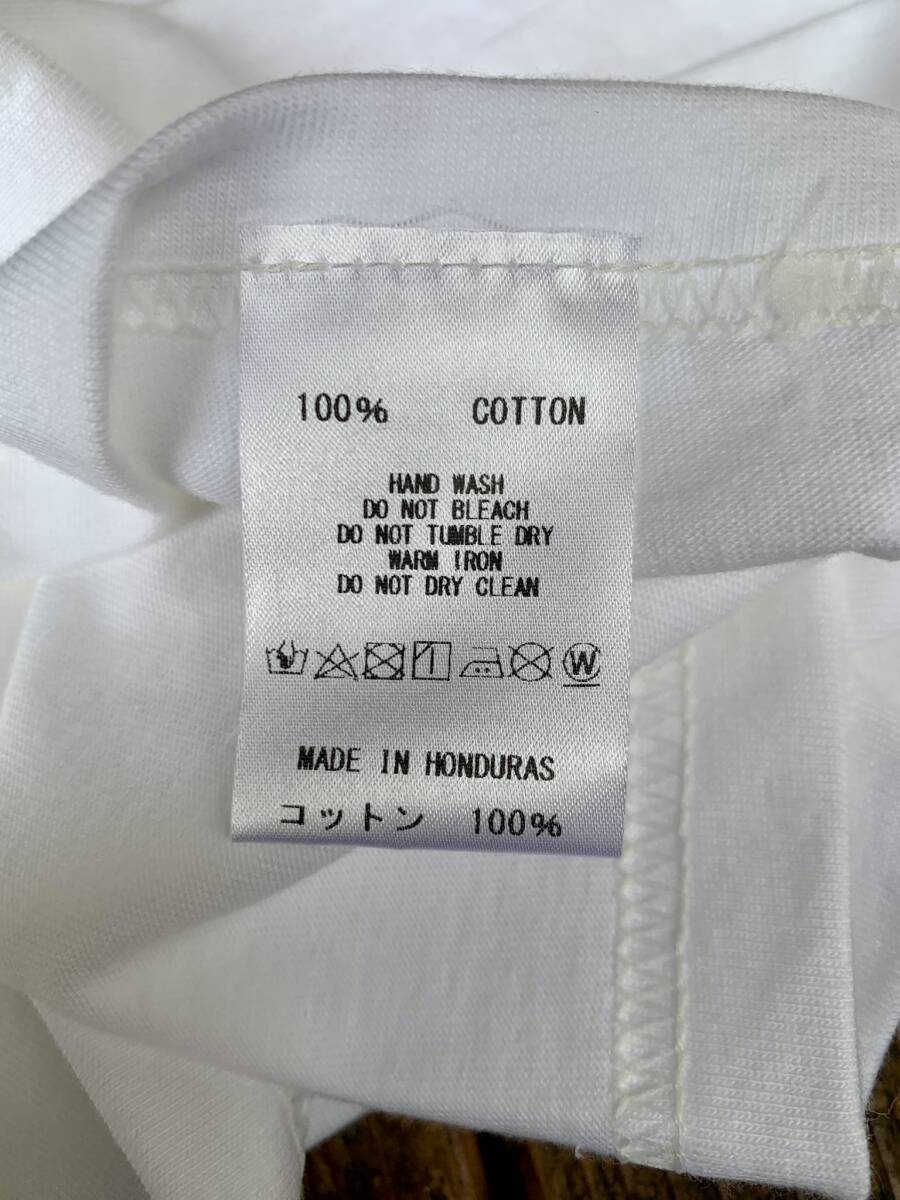 100% COTTON
HAND WASH
DO NOT BLEACH
DO NOT TUMBLE DRY
WARM IRON
DO NOT DRY CLEAN
W
MADE IN HONDURAS
コットン 100%